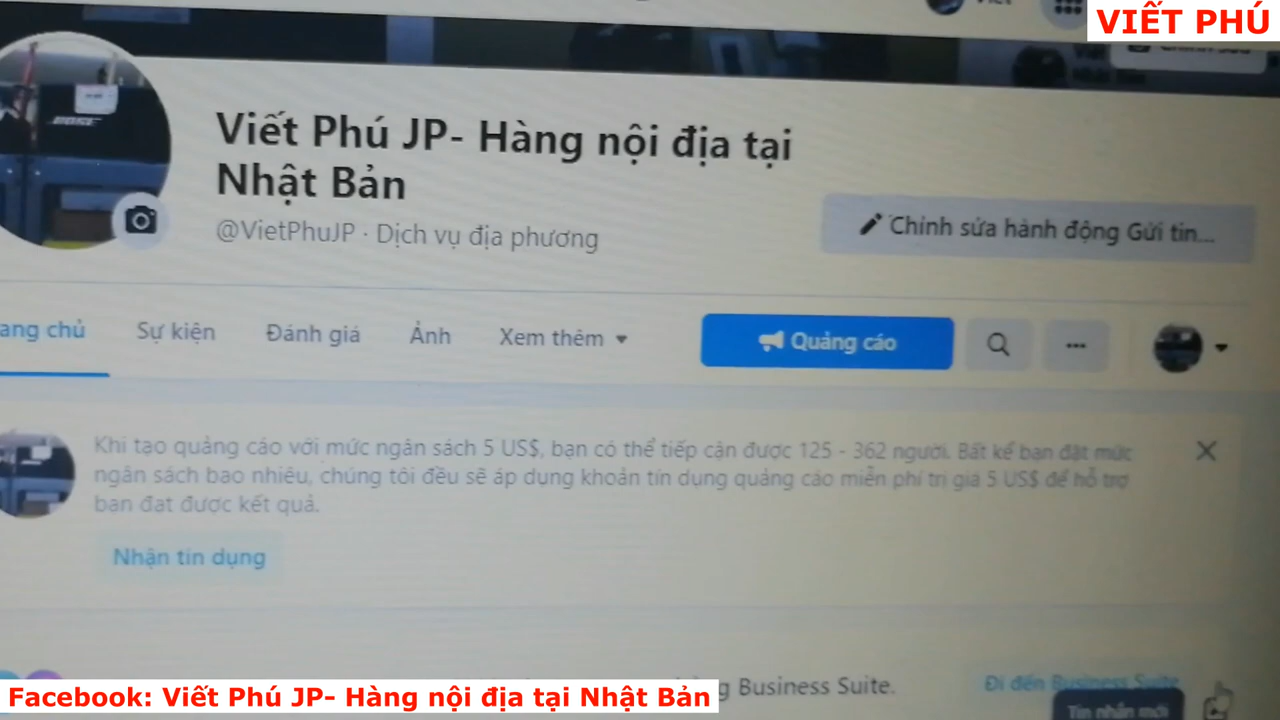 VIẾT PHÚ
BOSE
Viết Phú JP- Hàng nội địa tại
Nhật Bản
@VietPhuJP · Dịch vụ địa phương
Chỉnh sửa hành động Gửi tin...
ang chủ Sự kiện Đánh giá Ảnh Xem thêm Quảng cáo
Khi tạo quảng cáo với mức ngân sách 5 US$, bạn có thể tiếp cận được 125 - 362 người. Bất kể bạn đặt mức
ngân sách bao nhiêu, chúng tôi đều sẽ áp dụng khoản tín dụng quảng cáo miễn phí trị giá 5 US$ để hỗ trợ
bạn đạt được kết quả.
Nhận tín dụng
g Business Suite.
Đi đến Business Suite
Tin nhắn mới
Facebook: Viết Phú JP- Hàng nội địa tại Nhật Bản